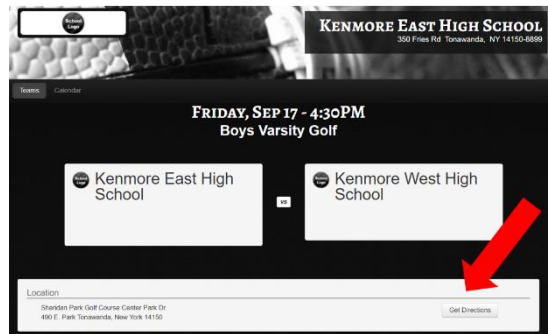 School
Logo
KENMORE EAST HIGH SCHOOL
350 Fries Rd Tonawanda, NY 14150-6899
Teams Calendar
FRIDAY, SEP 17 - 4:30PM
Boys Varsity Golf
School
Logo
Kenmore East High
School
vs
School
Logo
Kenmore West High
School
Location
Sheridan Park Golf Course Center Park Dr
490 E. Park Tonawanda, New York 14150
Get Directions